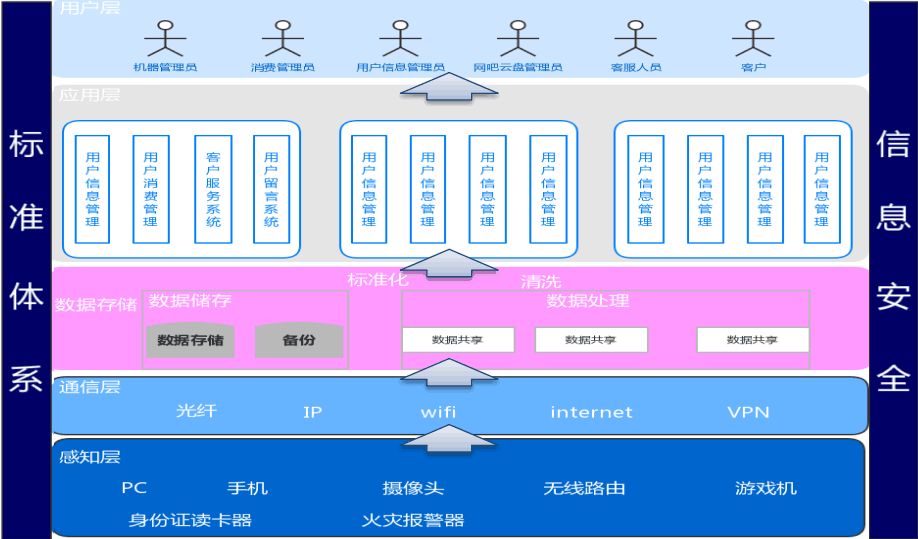 用户层
机器管理员
消费管理员
用户信息管理员
网吧云盘管理员
客服人员
客户
标准体系
应用层
用户信息管理
用户消费管理
客户服务系统
用户留言系统
用户信息管理
用户信息管理
用户信息管理
用户信息管理
用户信息管理
用户信息管理
用户信息管理
用户信息管理
信息安全
标准化
清洗
数据存储
数据储存
数据处理
数据存储
备份
数据共享
数据共享
数据共享
通信层
光纤
IP
wifi
internet
VPN
感知层
PC
手机
摄像头
无线路由
游戏机
身份证读卡器
火灾报警器